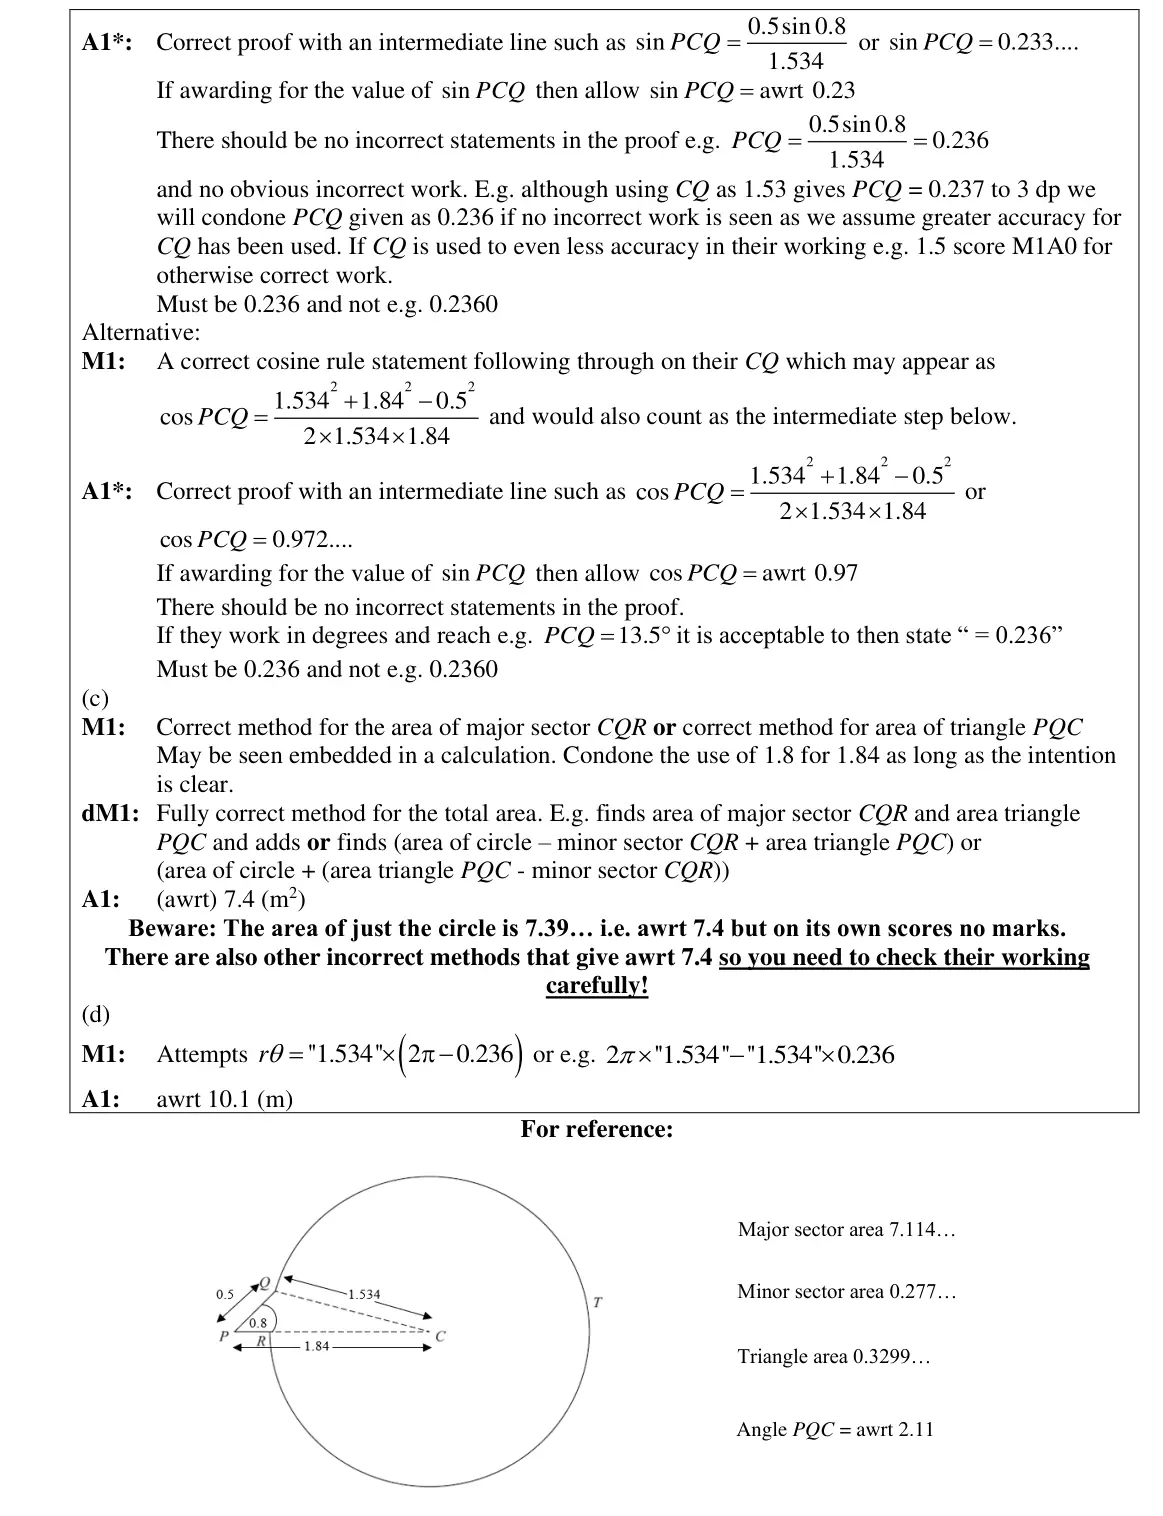 A1*: Correct proof with an intermediate line such as sin PCQ = 0.5 sin 0.8 / 1.534 or sin PCQ = 0.233....
If awarding for the value of sin PCQ then allow sin PCQ = awrt 0.23
There should be no incorrect statements in the proof e.g. PCQ = 0.5 sin 0.8 / 1.534 = 0.236
and no obvious incorrect work. E.g. although using CQ as 1.53 gives PCQ = 0.237 to 3 dp we
will condone PCQ given as 0.236 if no incorrect work is seen as we assume greater accuracy for
CQ has been used. If CQ is used to even less accuracy in their working e.g. 1.5 score M1A0 for
otherwise correct work.
Must be 0.236 and not e.g. 0.2360
Alternative:
M1: A correct cosine rule statement following through on their CQ which may appear as
cos PCQ = (1.534² + 1.84² − 0.5²) / (2×1.534×1.84) and would also count as the intermediate step below.
A1*: Correct proof with an intermediate line such as cos PCQ = (1.534² + 1.84² − 0.5²) / (2×1.534×1.84) or
cos PCQ = 0.972....
If awarding for the value of sin PCQ then allow cos PCQ = awrt 0.97
There should be no incorrect statements in the proof.
If they work in degrees and reach e.g. PCQ = 13.5° it is acceptable to then state “ = 0.236”
Must be 0.236 and not e.g. 0.2360
(c)
M1: Correct method for the area of major sector CQR or correct method for area of triangle PQC
May be seen embedded in a calculation. Condone the use of 1.8 for 1.84 as long as the intention
is clear.
dM1: Fully correct method for the total area. E.g. finds area of major sector CQR and area triangle
PQC and adds or finds (area of circle – minor sector CQR + area triangle PQC) or
(area of circle + (area triangle PQC - minor sector CQR))
A1: (awrt) 7.4 (m²)
Beware: The area of just the circle is 7.39… i.e. awrt 7.4 but on its own scores no marks.
There are also other incorrect methods that give awrt 7.4 so you need to check their working
carefully!
(d)
M1: Attempts rθ = "1.534"×(2π − 0.236) or e.g. 2π×"1.534"−"1.534"×0.236
A1: awrt 10.1 (m)
For reference:
Major sector area 7.114…
Q
0.5
1.534
Minor sector area 0.277…
T
0.8
P
R
C
1.84
Triangle area 0.3299…
Angle PQC = awrt 2.11